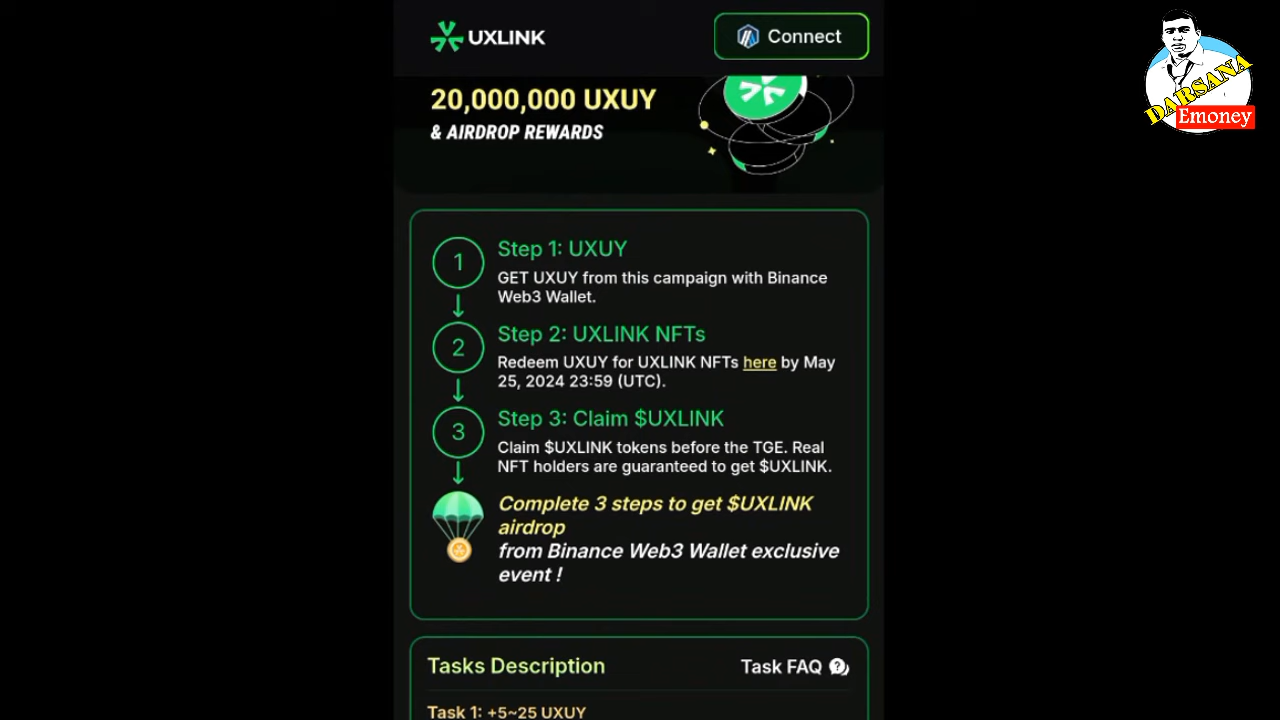 UXLINK
Connect
DARSANA
Emoney
20,000,000 UXUY
& AIRDROP REWARDS
1
Step 1: UXUY
GET UXUY from this campaign with Binance
Web3 Wallet.
2
Step 2: UXLINK NFTs
Redeem UXUY for UXLINK NFTs here by May
25, 2024 23:59 (UTC).
3
Step 3: Claim $UXLINK
Claim $UXLINK tokens before the TGE. Real
NFT holders are guaranteed to get $UXLINK.
Complete 3 steps to get $UXLINK
airdrop
from Binance Web3 Wallet exclusive
event !
Tasks Description
Task FAQ
Task 1: +5~25 UXUY